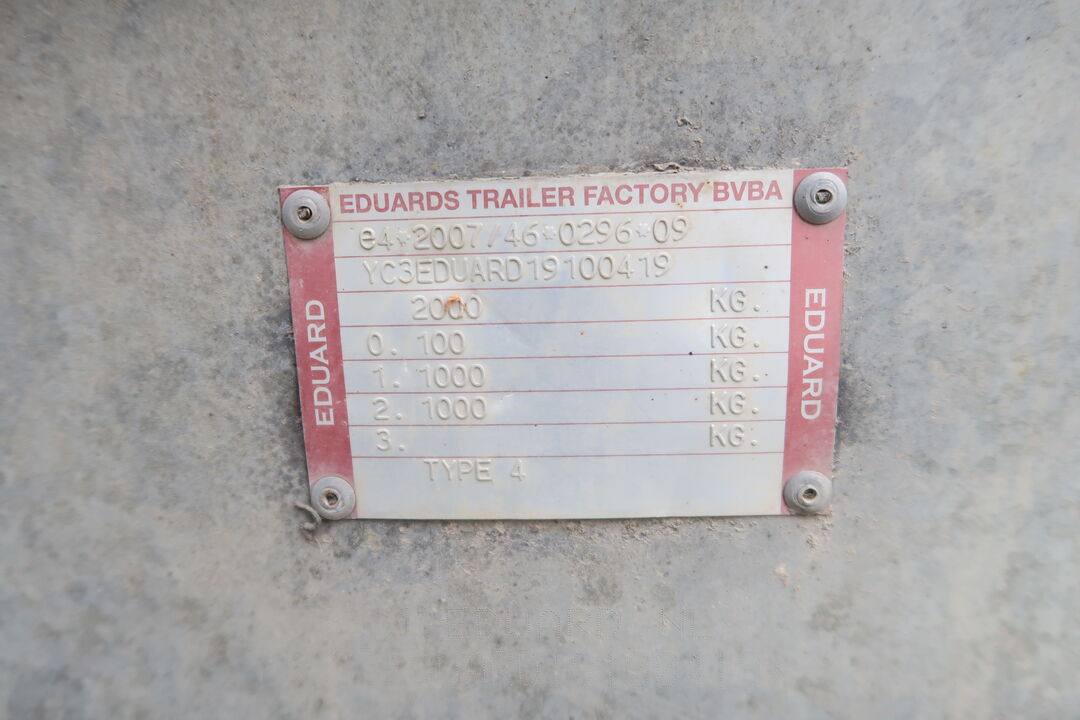 EDUARDS TRAILER FACTORY BVBA
e4*2007/46*0296*09
YC3EDUARD19100419
2000 KG.
0. 100 KG.
1. 1000 KG.
2. 1000 KG.
3. KG.
TYPE 4
EDUARD
EDUARD